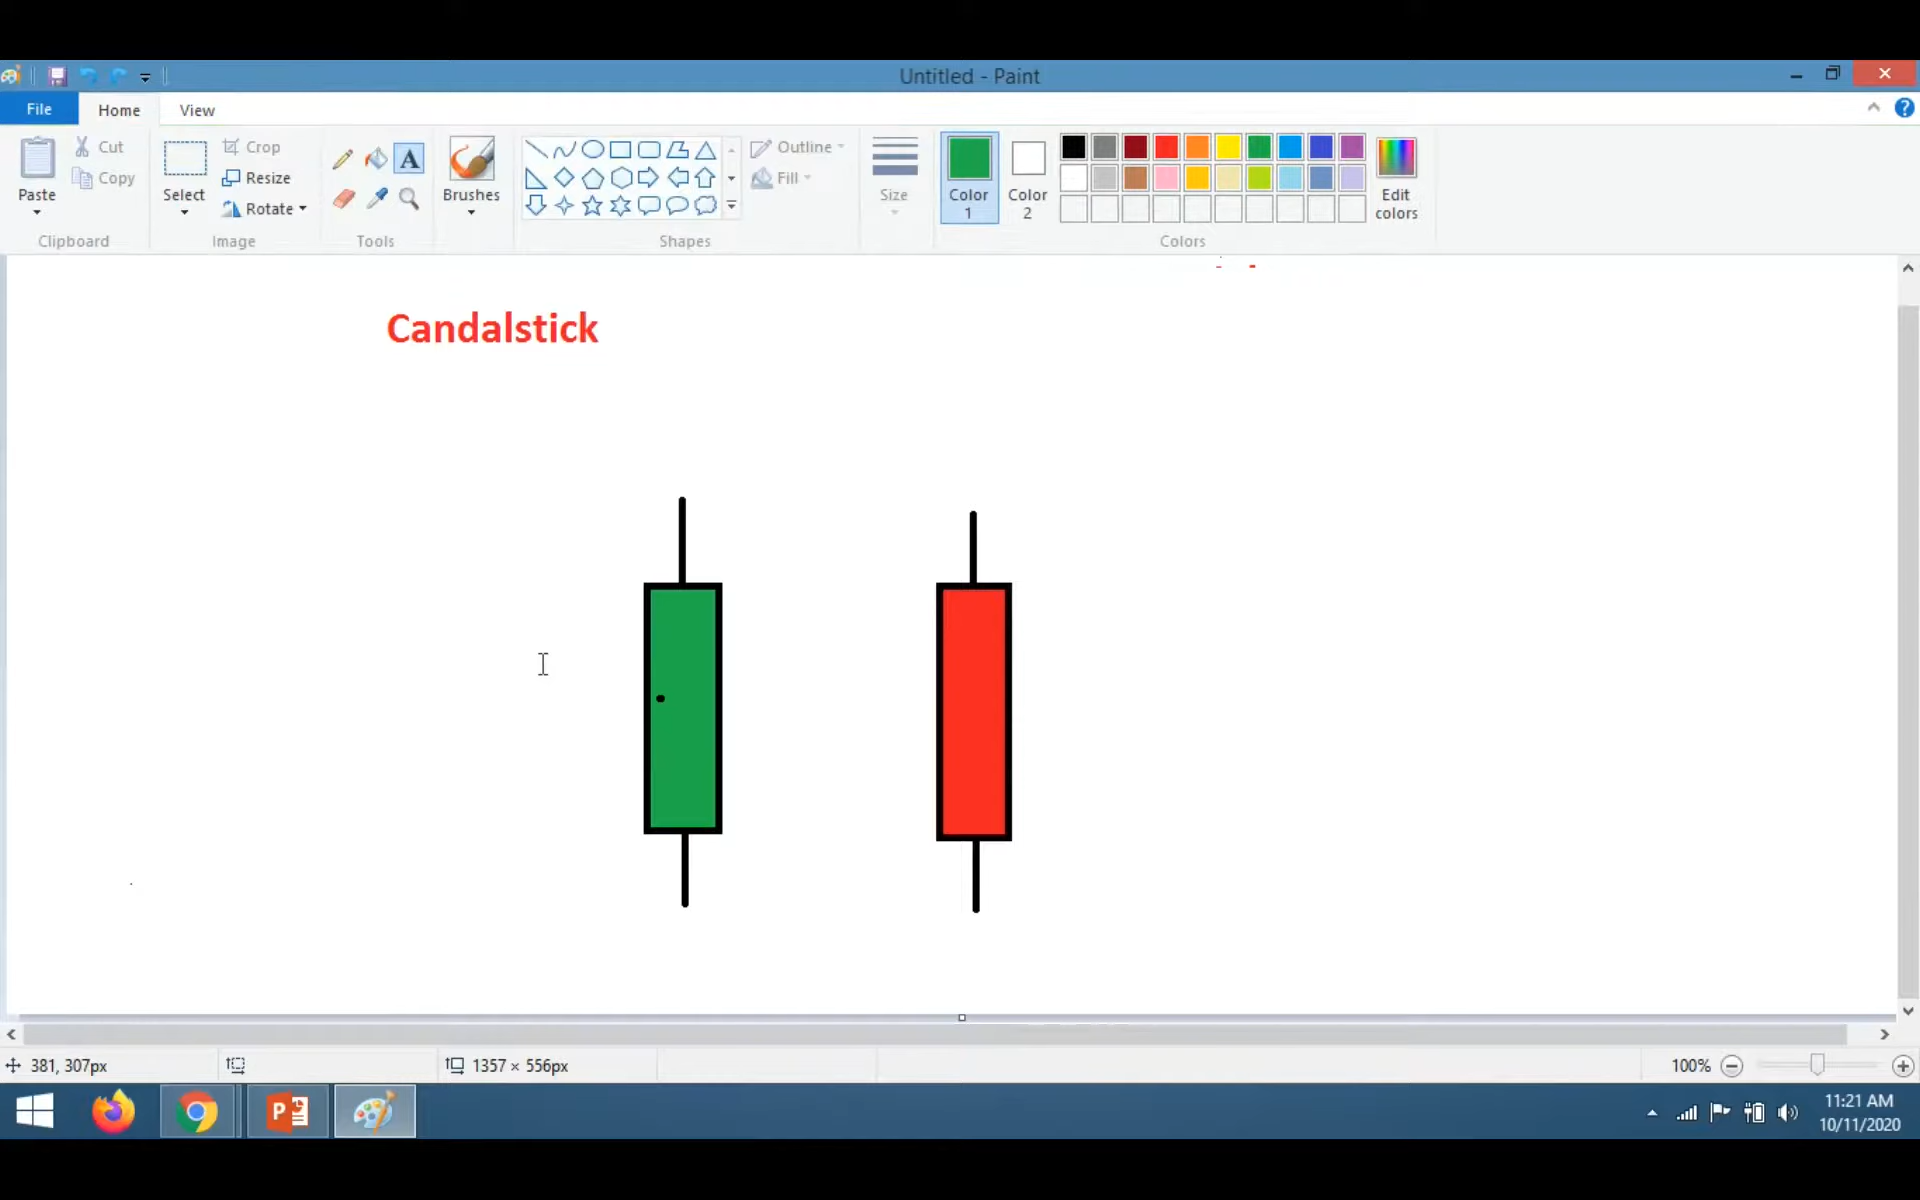 Untitled - Paint
File Home View
Paste
Cut
Copy
Clipboard
Select
Crop
Resize
Rotate
Image
A
Tools
Brushes
Shapes
Outline
Fill
Size
Color 1
Color 2
Edit colors
Colors
Candalstick
381, 307px
1357 × 556px
100%
11:21 AM
10/11/2020